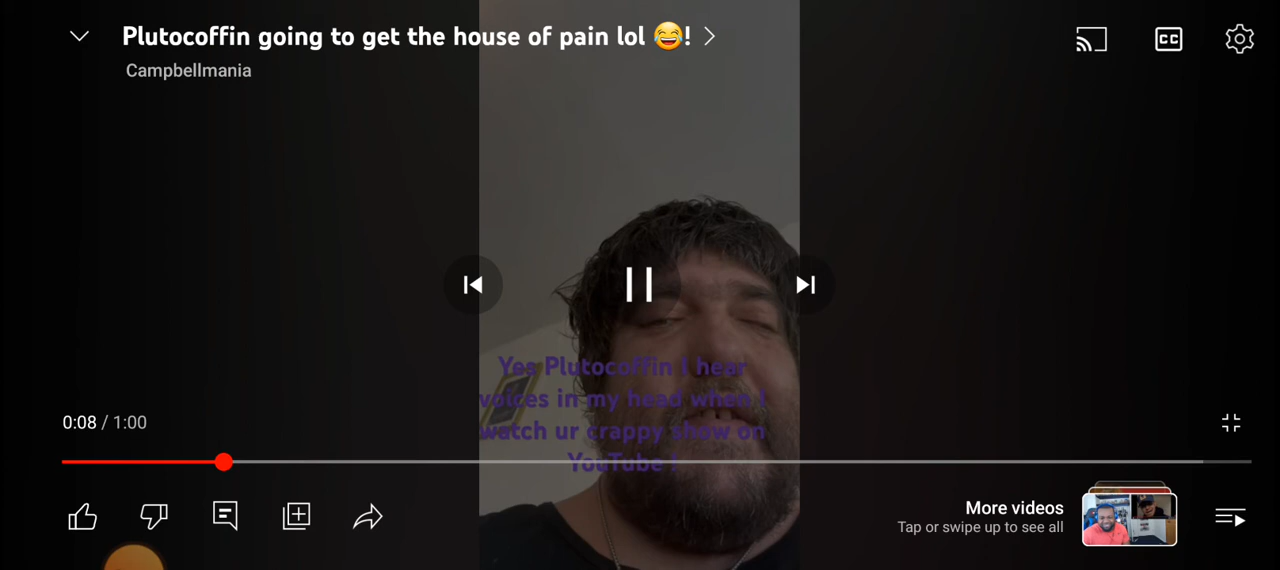 Plutocoffin going to get the house of pain lol 😂!
Campbellmania
CC
Yes Plutocoffin I hear
voices in my head when I
watch ur crappy show on
YouTube !
0:08 / 1:00
More videos
Tap or swipe up to see all